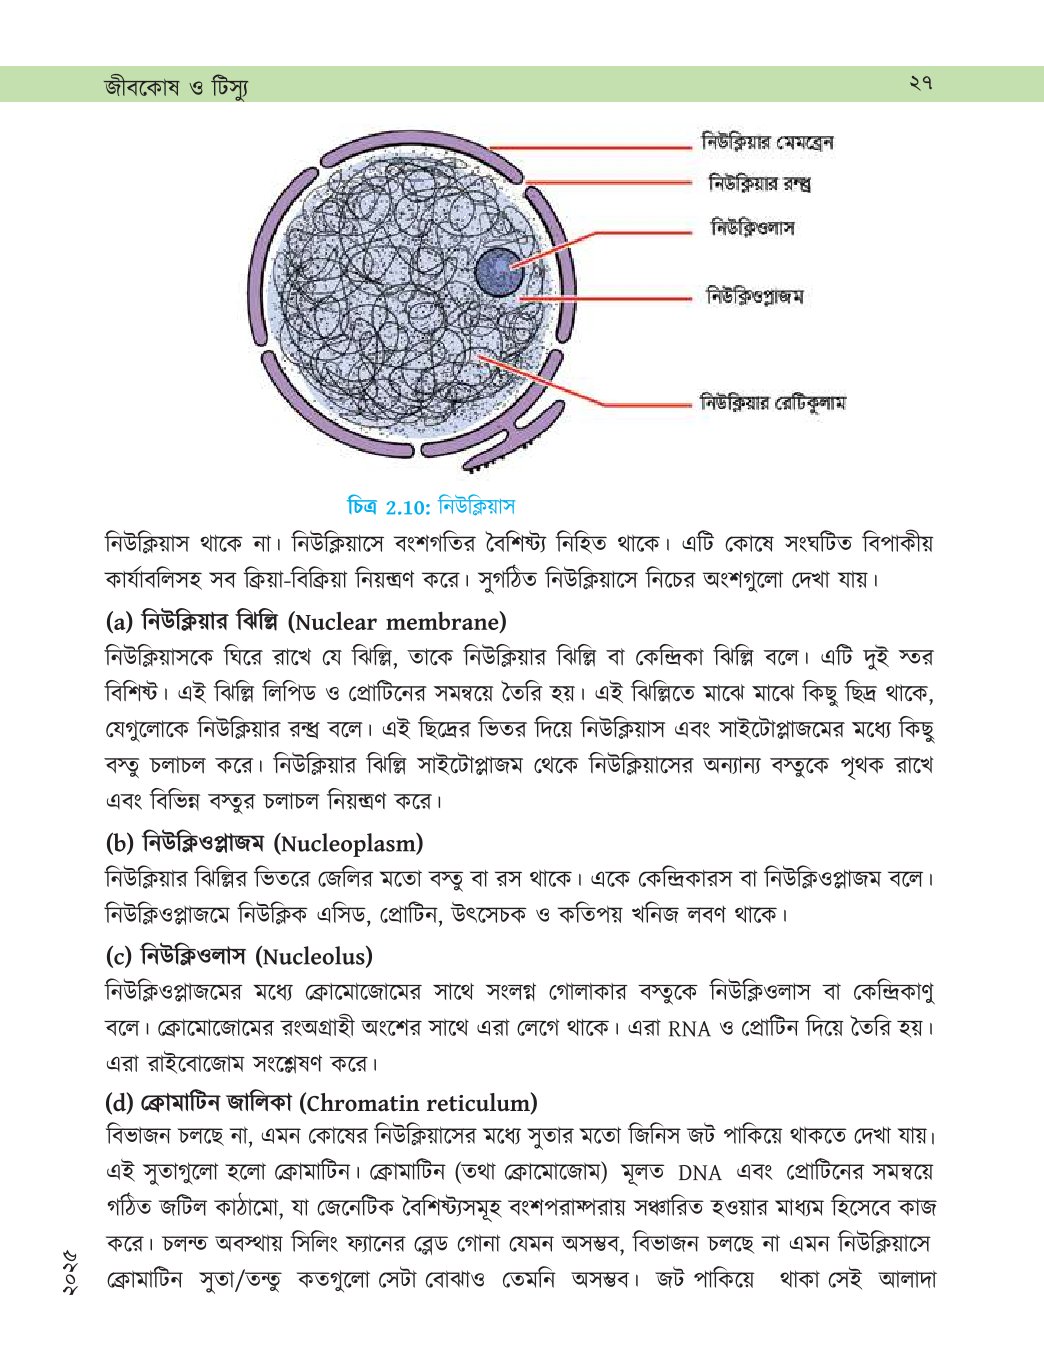 জীবকোষ ও টিস্যু
২৭
নিউক্লিয়ার মেমব্রেন
নিউক্লিয়ার রন্ধ্র
নিউক্লিওলাস
নিউক্লিওপ্লাজম
নিউক্লিয়ার রেটিকুলাম
চিত্র 2.10: নিউক্লিয়াস
নিউক্লিয়াস থাকে না। নিউক্লিয়াসে বংশগতির বৈশিষ্ট্য নিহিত থাকে। এটি কোষে সংঘটিত বিপাকীয়
কার্যাবলিসহ সব ক্রিয়া-বিক্রিয়া নিয়ন্ত্রণ করে। সুগঠিত নিউক্লিয়াসে নিচের অংশগুলো দেখা যায়।
(a) নিউক্লিয়ার ঝিল্লি (Nuclear membrane)
নিউক্লিয়াসকে ঘিরে রাখে যে ঝিল্লি, তাকে নিউক্লিয়ার ঝিল্লি বা কেন্দ্রিকা ঝিল্লি বলে। এটি দুই স্তর
বিশিষ্ট। এই ঝিল্লি লিপিড ও প্রোটিনের সমন্বয়ে তৈরি হয়। এই ঝিল্লিতে মাঝে মাঝে কিছু ছিদ্র থাকে,
যেগুলোকে নিউক্লিয়ার রন্ধ্র বলে। এই ছিদ্রের ভিতর দিয়ে নিউক্লিয়াস এবং সাইটোপ্লাজমের মধ্যে কিছু
বস্তু চলাচল করে। নিউক্লিয়ার ঝিল্লি সাইটোপ্লাজম থেকে নিউক্লিয়াসের অন্যান্য বস্তুকে পৃথক রাখে
এবং বিভিন্ন বস্তুর চলাচল নিয়ন্ত্রণ করে।
(b) নিউক্লিওপ্লাজম (Nucleoplasm)
নিউক্লিয়ার ঝিল্লির ভিতরে জেলির মতো বস্তু বা রস থাকে। একে কেন্দ্রিকারস বা নিউক্লিওপ্লাজম বলে।
নিউক্লিওপ্লাজমে নিউক্লিক এসিড, প্রোটিন, উৎসেচক ও কতিপয় খনিজ লবণ থাকে।
(c) নিউক্লিওলাস (Nucleolus)
নিউক্লিওপ্লাজমের মধ্যে ক্রোমোজোমের সাথে সংলগ্ন গোলাকার বস্তুকে নিউক্লিওলাস বা কেন্দ্রিকাণু
বলে। ক্রোমোজোমের রংঅগ্রাহী অংশের সাথে এরা লেগে থাকে। এরা RNA ও প্রোটিন দিয়ে তৈরি হয়।
এরা রাইবোজোম সংশ্লেষণ করে।
(d) ক্রোমাটিন জালিকা (Chromatin reticulum)
বিভাজন চলছে না, এমন কোষের নিউক্লিয়াসের মধ্যে সুতার মতো জিনিস জট পাকিয়ে থাকতে দেখা যায়।
এই সুতাগুলো হলো ক্রোমাটিন। ক্রোমাটিন (তথা ক্রোমোজোম) মূলত DNA এবং প্রোটিনের সমন্বয়ে
গঠিত জটিল কাঠামো, যা জেনেটিক বৈশিষ্ট্যসমূহ বংশপরাম্পরায় সঞ্চারিত হওয়ার মাধ্যম হিসেবে কাজ
করে। চলন্ত অবস্থায় সিলিং ফ্যানের ব্লেড গোনা যেমন অসম্ভব, বিভাজন চলছে না এমন নিউক্লিয়াসে
ক্রোমাটিন সুতা/তন্তু কতগুলো সেটা বোঝাও তেমনি অসম্ভব। জট পাকিয়ে থাকা সেই আলাদা
২০২৫